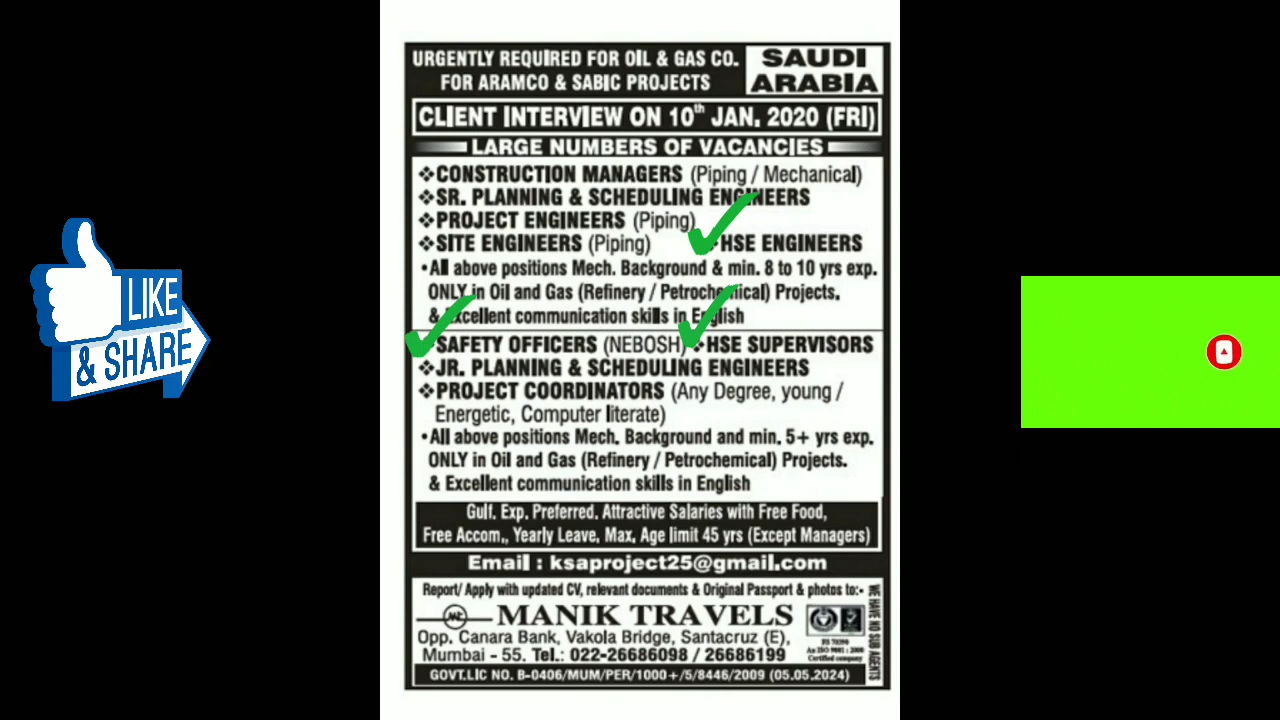 URGENTLY REQUIRED FOR OIL & GAS CO.
FOR ARAMCO & SABIC PROJECTS
SAUDI
ARABIA
CLIENT INTERVIEW ON 10th JAN. 2020 (FRI)
LARGE NUMBERS OF VACANCIES
❖CONSTRUCTION MANAGERS (Piping / Mechanical)
❖SR. PLANNING & SCHEDULING ENGINEERS
❖PROJECT ENGINEERS (Piping)
❖SITE ENGINEERS (Piping) ❖HSE ENGINEERS
•All above positions Mech. Background & min. 8 to 10 yrs exp.
ONLY in Oil and Gas (Refinery / Petrochemical) Projects.
& Excellent communication skills in English
❖SAFETY OFFICERS (NEBOSH) ❖HSE SUPERVISORS
❖JR. PLANNING & SCHEDULING ENGINEERS
❖PROJECT COORDINATORS (Any Degree, young /
Energetic, Computer literate)
•All above positions Mech. Background and min. 5+ yrs exp.
ONLY in Oil and Gas (Refinery / Petrochemical) Projects.
& Excellent communication skills in English
Gulf. Exp. Preferred. Attractive Salaries with Free Food,
Free Accom., Yearly Leave, Max. Age limit 45 yrs (Except Managers)
Email : ksaproject25@gmail.com
Report/ Apply with updated CV, relevant documents & Original Passport & photos to:-
MANIK TRAVELS
Opp. Canara Bank, Vakola Bridge, Santacruz (E),
Mumbai - 55. Tel.: 022-26686098 / 26686199
An ISO 9001 : 2000
Certified company
WE HAVE NO SUB AGENTS
GOVT.LIC NO. B-0406/MUM/PER/1000+/5/8446/2009 (05.05.2024)
LIKE
& SHARE